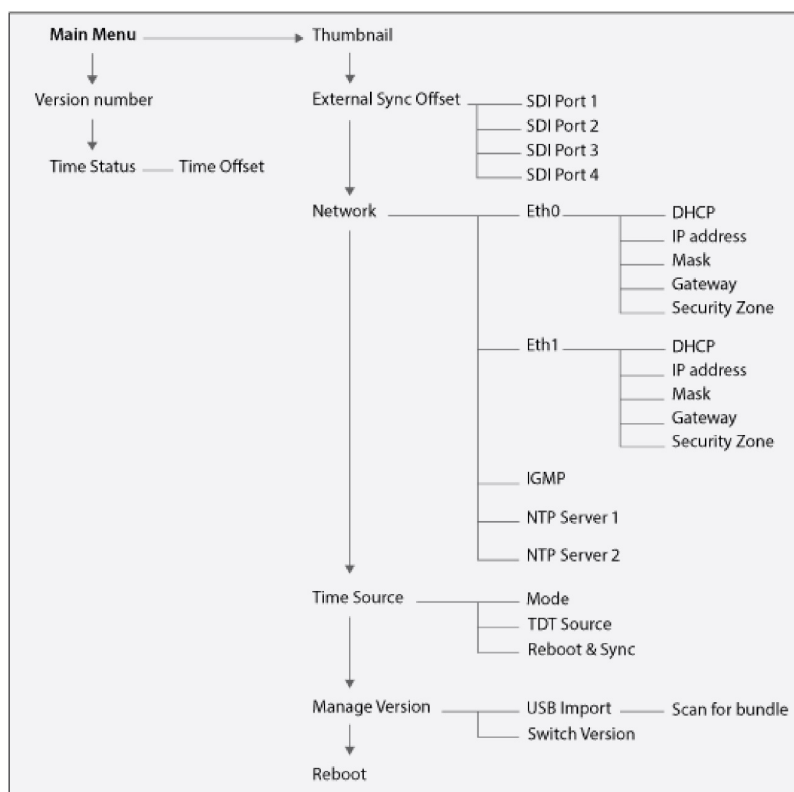 Main Menu
Thumbnail
Version number
External Sync Offset
SDI Port 1
SDI Port 2
SDI Port 3
SDI Port 4
Time Status
Time Offset
Network
Eth0
DHCP
IP address
Mask
Gateway
Security Zone
Eth1
DHCP
IP address
Mask
Gateway
Security Zone
IGMP
NTP Server 1
NTP Server 2
Time Source
Mode
TDT Source
Reboot & Sync
Manage Version
USB Import
Scan for bundle
Switch Version
Reboot